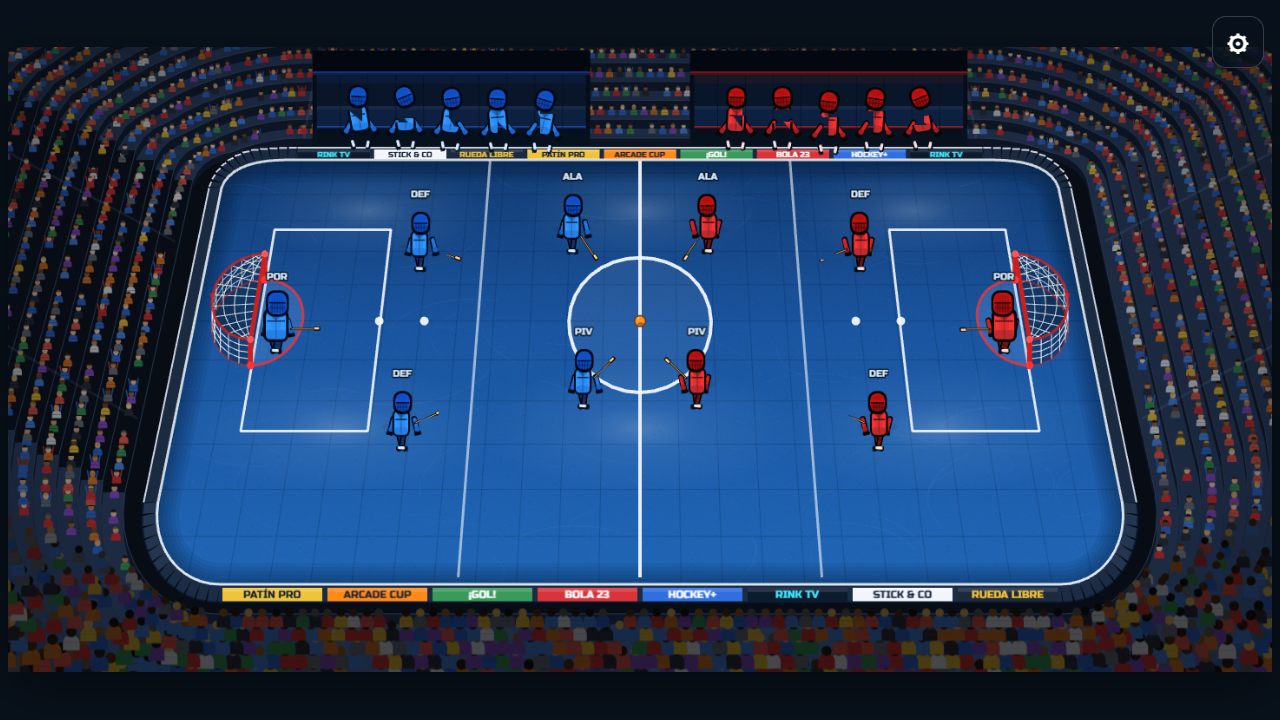 RINK TV STICK & CO RUEDA LIBRE PATÍN PRO ARCADE CUP ¡GOL! BOLA 23 HOCKEY+ RINK TV
ALA ALA
DEF DEF
POR POR
PIV PIV
DEF DEF
PATÍN PRO ARCADE CUP ¡GOL! BOLA 23 HOCKEY+ RINK TV STICK & CO RUEDA LIBRE